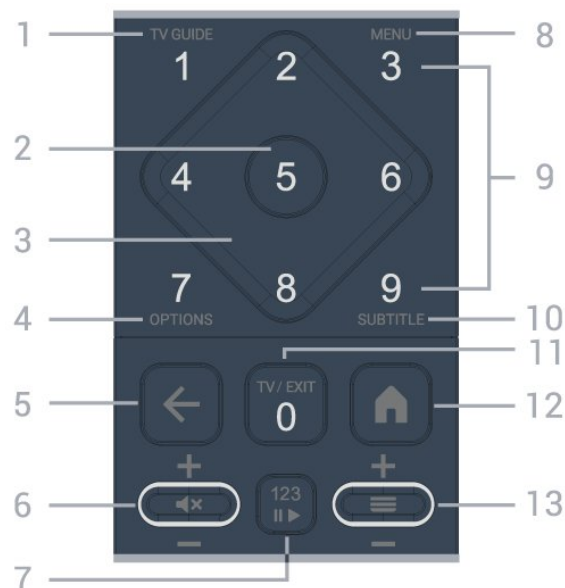 1 TV GUIDE MENU 8
1 2 3
2 4 5 6 9
3
7 8 9
4 OPTIONS SUBTITLE 10
11
5 TV / EXIT 12
0
+ +
6 123 13
- -
7